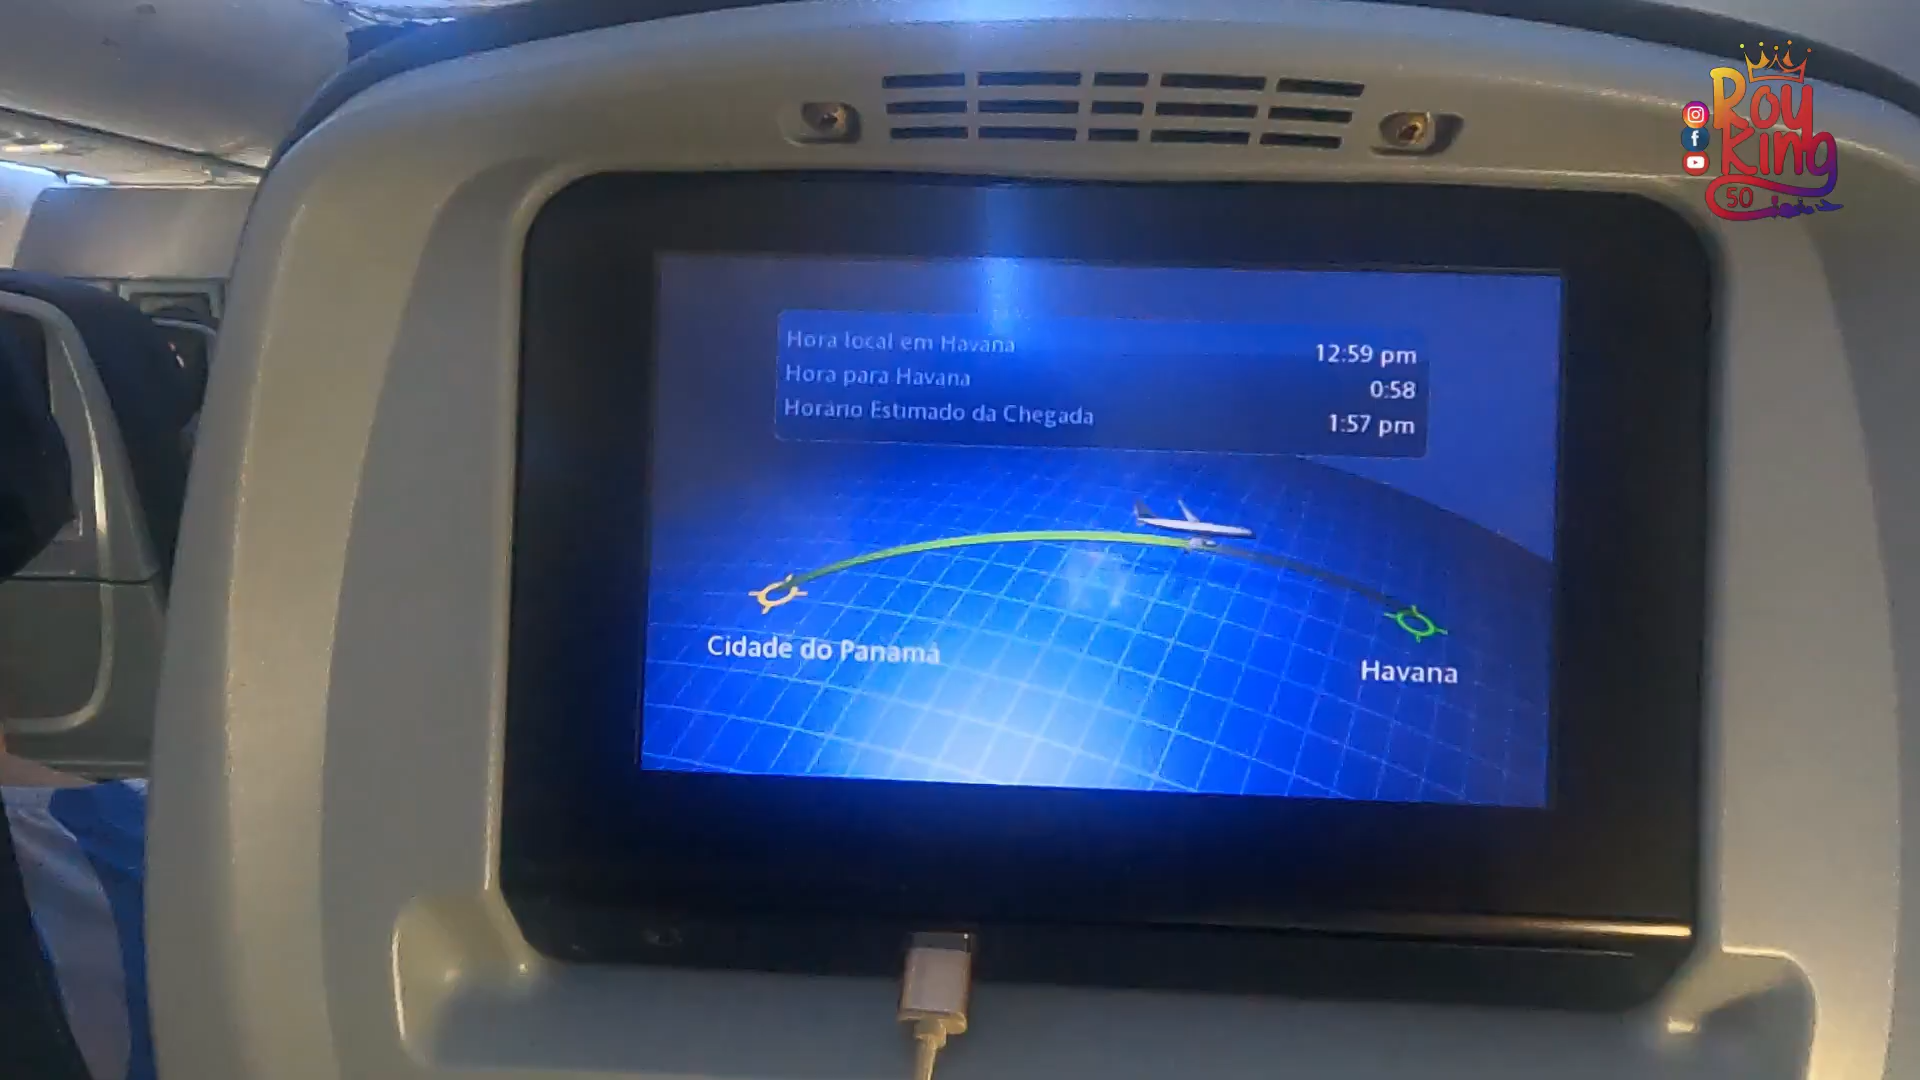 Roy
King
50
Hora local em Havana 12:59 pm
Hora para Havana 0:58
Horário Estimado da Chegada 1:57 pm
Cidade do Panamá
Havana